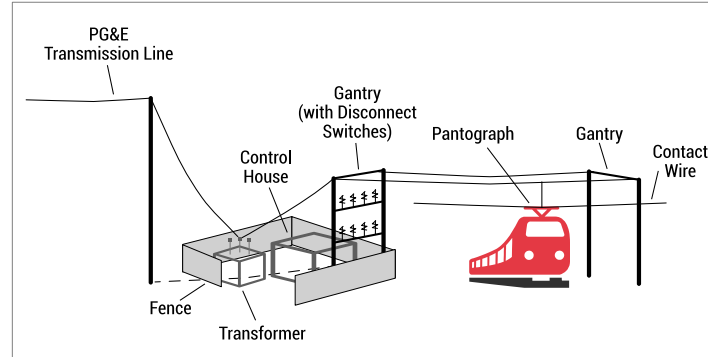 PG&E
Transmission Line
Gantry
(with Disconnect
Switches)
Pantograph
Gantry
Contact
Wire
Control
House
Fence
Transformer